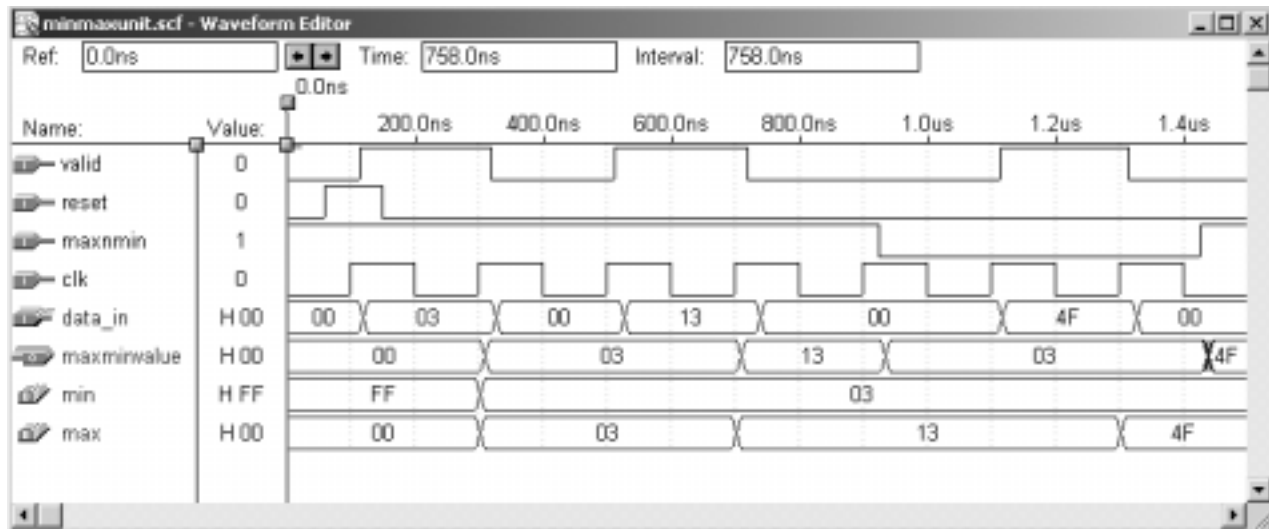 minmaxunit.scf - Waveform Editor
Ref: 0.0ns Time: 758.0ns Interval: 758.0ns
0.0ns
Name: Value: 200.0ns 400.0ns 600.0ns 800.0ns 1.0us 1.2us 1.4us
valid 0
reset 0
maxnmin 1
clk 0
data_in H 00 00 03 00 13 00 4F 00
maxminvalue H 00 00 03 13 03 4F
min H FF FF 03
max H 00 00 03 13 4F